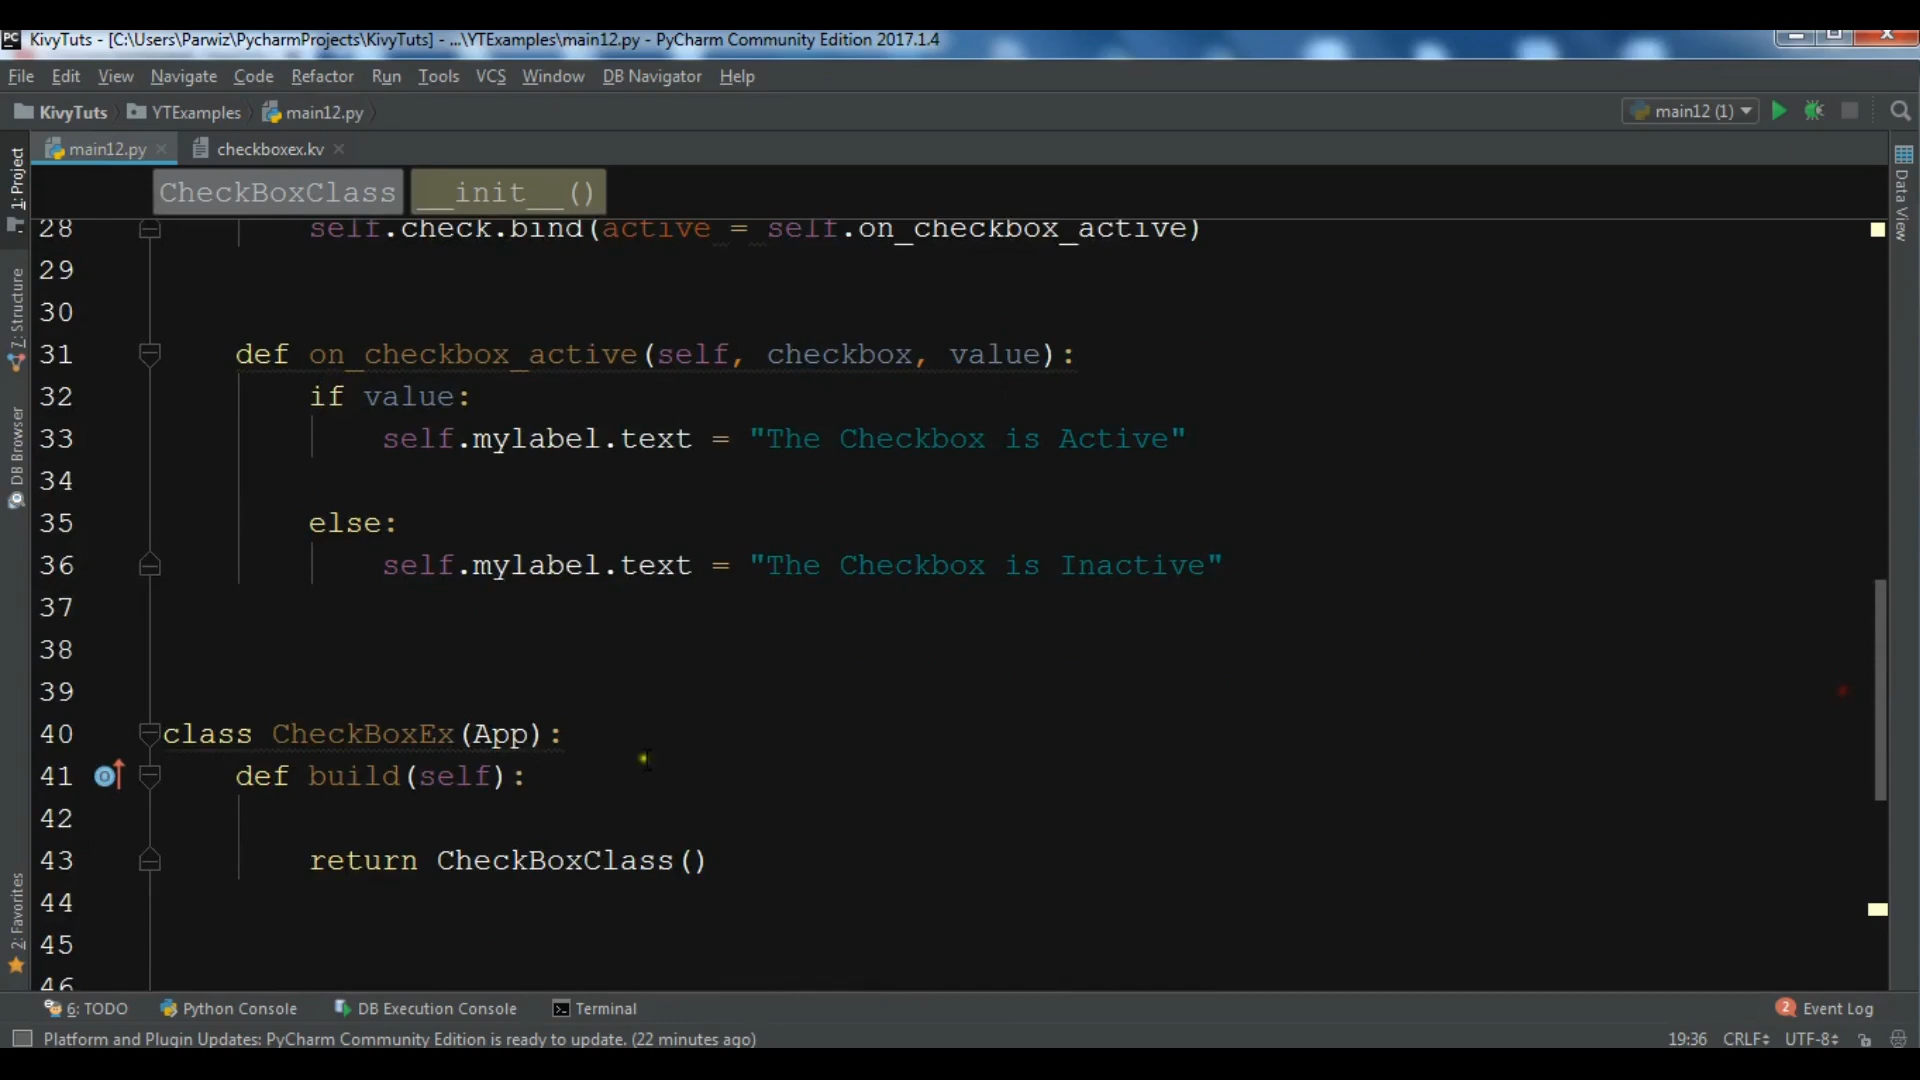 KivyTuts - [C:\Users\Parwiz\PycharmProjects\KivyTuts] - ...\YTExamples\main12.py - PyCharm Community Edition 2017.1.4
File Edit View Navigate Code Refactor Run Tools VCS Window DB Navigator Help
KivyTuts YTExamples main12.py main12 (1)
main12.py checkboxex.kv
CheckBoxClass __init__()
28 self.check.bind(active = self.on_checkbox_active)
29
30
31 def on_checkbox_active(self, checkbox, value):
32 if value:
33 self.mylabel.text = "The Checkbox is Active"
34
35 else:
36 self.mylabel.text = "The Checkbox is Inactive"
37
38
39
40 class CheckBoxEx(App):
41 def build(self):
42
43 return CheckBoxClass()
44
45
46
1: Project
7: Structure
DB Browser
2: Favorites
Data View
6: TODO Python Console DB Execution Console Terminal 2 Event Log
Platform and Plugin Updates: PyCharm Community Edition is ready to update. (22 minutes ago) 19:36 CRLF UTF-8